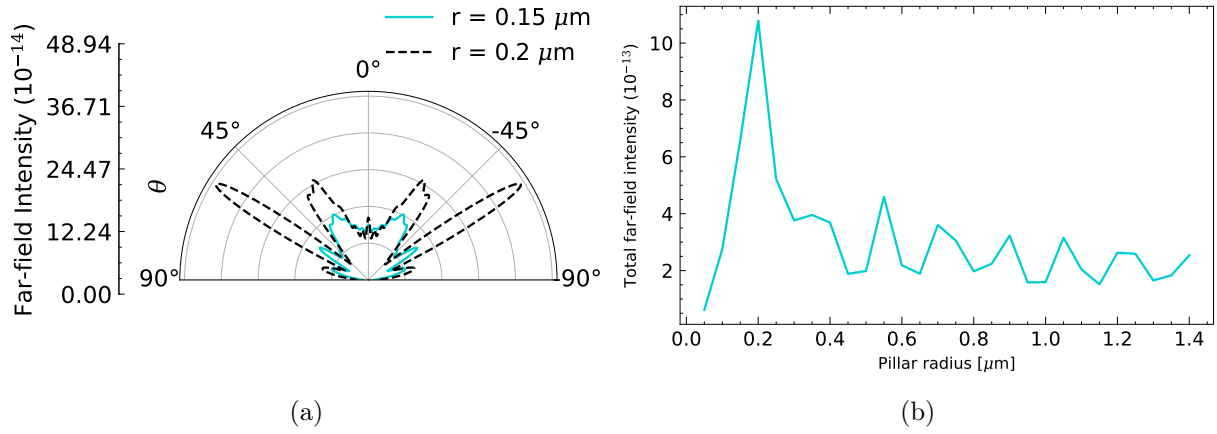 r = 0.15 μm
r = 0.2 μm
Far-field Intensity (10⁻¹⁴)
48.94
36.71
24.47
12.24
0.00
θ
0°
45°
-45°
90°
-90°
(a)
Total far-field intensity (10⁻¹³)
10
8
6
4
2
0.0 0.2 0.4 0.6 0.8 1.0 1.2 1.4
Pillar radius [μm]
(b)